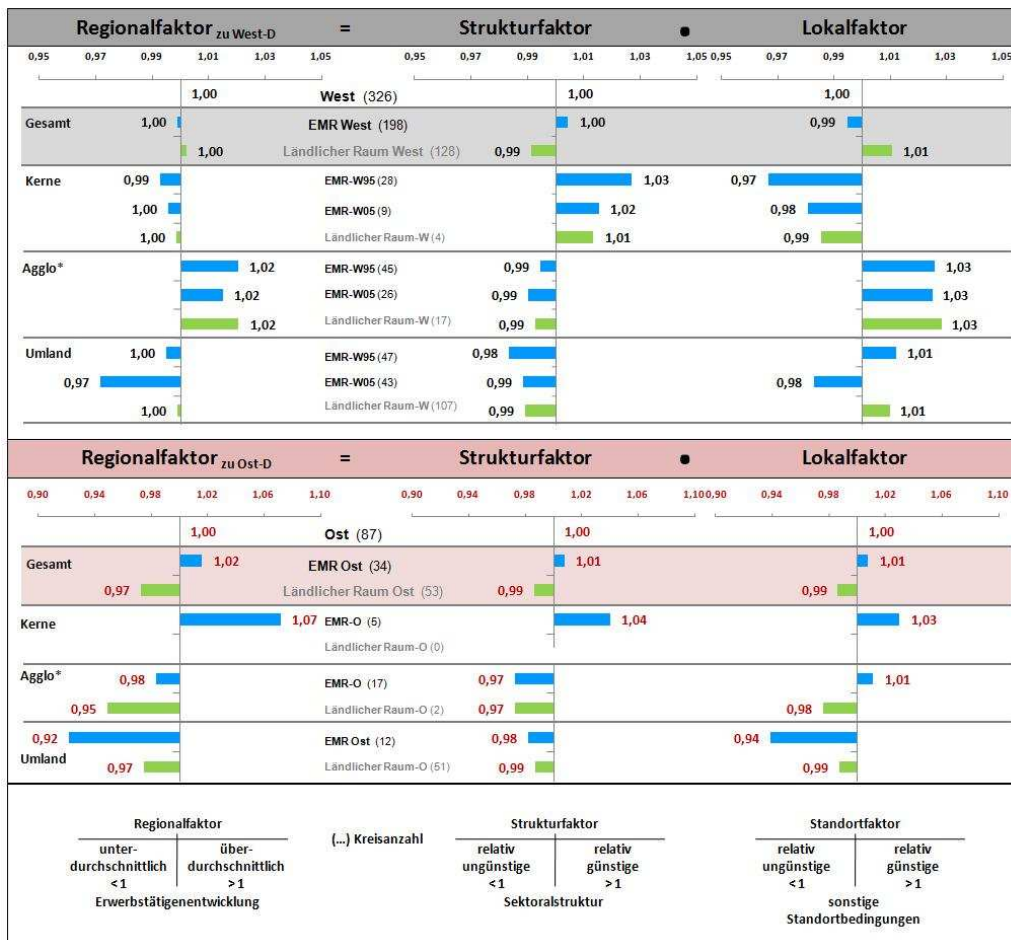 Regionalfaktor zu West-D = Strukturfaktor • Lokalfaktor
0,95 0,97 0,99 1,01 1,03 1,05 0,95 0,97 0,99 1,01 1,03 1,05 0,95 0,97 0,99 1,01 1,03 1,05
1,00 West (326) 1,00 1,00
Gesamt 1,00 EMR West (198) 1,00 0,99
1,00 Ländlicher Raum West (128) 0,99 1,01
Kerne 0,99 EMR-W95 (28) 1,03 0,97
1,00 EMR-W05 (9) 1,02 0,98
1,00 Ländlicher Raum-W (4) 1,01 0,99
Agglo* 1,02 EMR-W95 (45) 0,99 1,03
1,02 EMR-W05 (26) 0,99 1,03
1,02 Ländlicher Raum-W (17) 0,99 1,03
Umland 1,00 EMR-W95 (47) 0,98 1,01
0,97 EMR-W05 (43) 0,99 0,98
1,00 Ländlicher Raum-W (107) 0,99 1,01
Regionalfaktor zu Ost-D = Strukturfaktor • Lokalfaktor
0,90 0,94 0,98 1,02 1,06 1,10 0,90 0,94 0,98 1,02 1,06 1,10 0,90 0,94 0,98 1,02 1,06 1,10
1,00 Ost (87) 1,00 1,00
Gesamt 1,02 EMR Ost (34) 1,01 1,01
0,97 Ländlicher Raum Ost (53) 0,99 0,99
Kerne 1,07 EMR-O (5) 1,04 1,03
Ländlicher Raum-O (0)
Agglo* 0,98 EMR-O (17) 0,97 1,01
0,95 Ländlicher Raum-O (2) 0,97 0,98
0,92 EMR Ost (12) 0,98 0,94
Umland 0,97 Ländlicher Raum-O (51) 0,99 0,99
Regionalfaktor (...) Kreisanzahl Strukturfaktor Standortfaktor
unter- über- relativ relativ relativ relativ
durchschnittlich durchschnittlich ungünstige günstige ungünstige günstige
<1 >1 <1 >1 <1 >1
Erwerbstätigenentwicklung Sektoralstruktur sonstige
Standortbedingungen